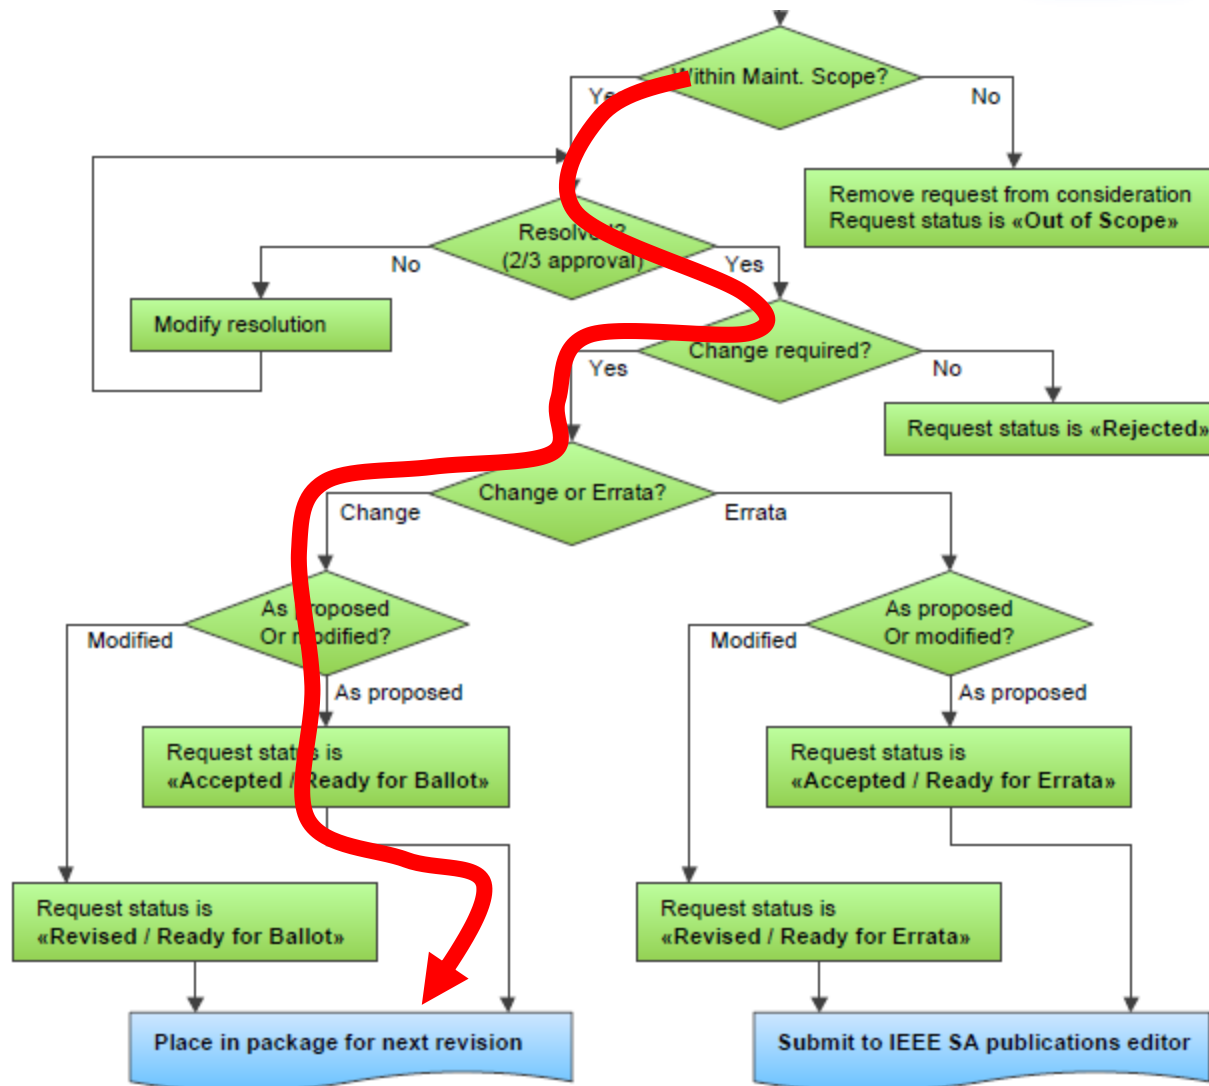 Within Maint. Scope?
Yes
No
Remove request from consideration
Request status is «Out of Scope»
Resolved?
(2/3 approval)
No
Yes
Modify resolution
Change required?
Yes
No
Request status is «Rejected»
Change or Errata?
Change
Errata
As proposed
Or modified?
As proposed
Or modified?
Modified
Modified
As proposed
As proposed
Request status is
«Accepted / Ready for Ballot»
Request status is
«Accepted / Ready for Errata»
Request status is
«Revised / Ready for Ballot»
Request status is
«Revised / Ready for Errata»
Place in package for next revision
Submit to IEEE SA publications editor